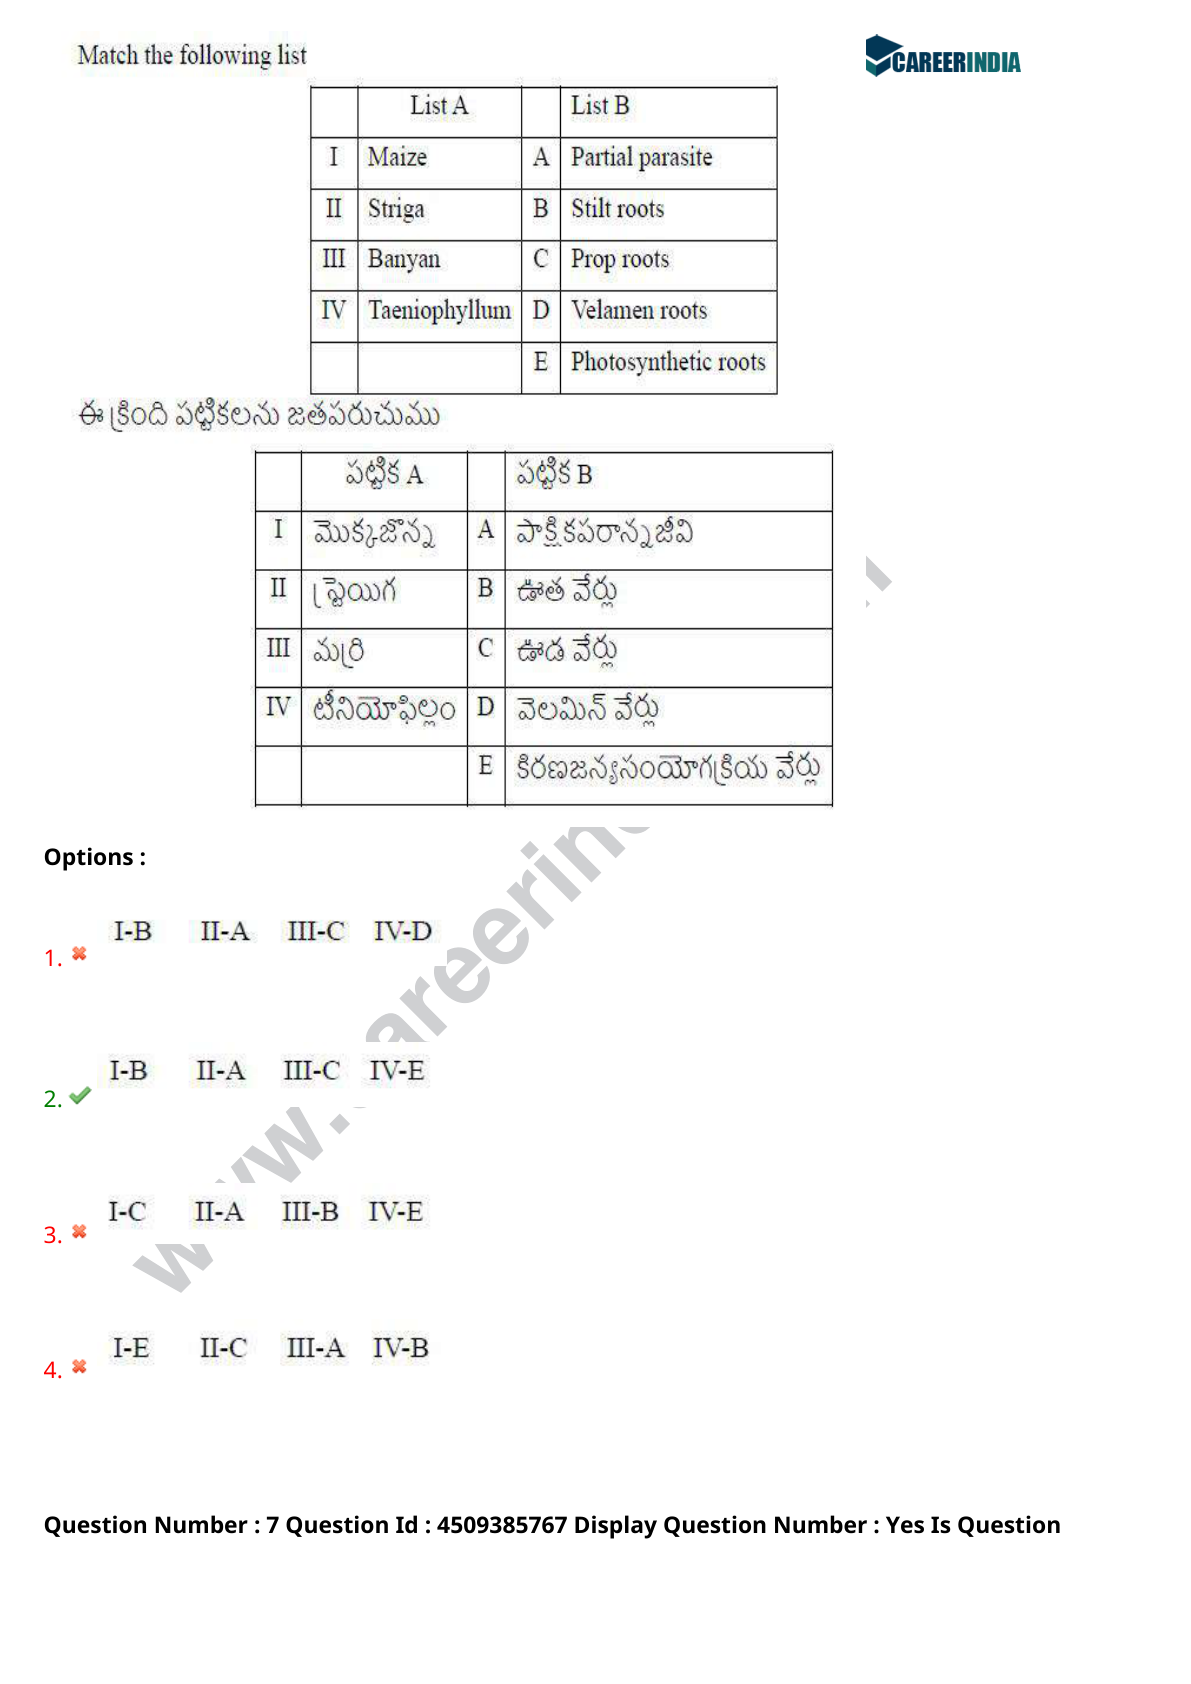 Match the following list
CAREERINDIA
List A List B
I Maize A Partial parasite
II Striga B Stilt roots
III Banyan C Prop roots
IV Taeniophyllum D Velamen roots
E Photosynthetic roots
ఈ క్రింది పట్టికలను జతపరుచుము
పట్టిక A పట్టిక B
I మొక్కజొన్న A పాక్షికపరాన్నజీవి
II స్ట్రెయిగ B ఊత వేర్లు
III మర్రి C ఊడ వేర్లు
IV టీనియోఫిల్లం D వెలమిన్ వేర్లు
E కిరణజన్యసంయోగక్రియ వేర్లు
Options :
1. I-B II-A III-C IV-D
2. I-B II-A III-C IV-E
3. I-C II-A III-B IV-E
4. I-E II-C III-A IV-B
Question Number : 7 Question Id : 4509385767 Display Question Number : Yes Is Question